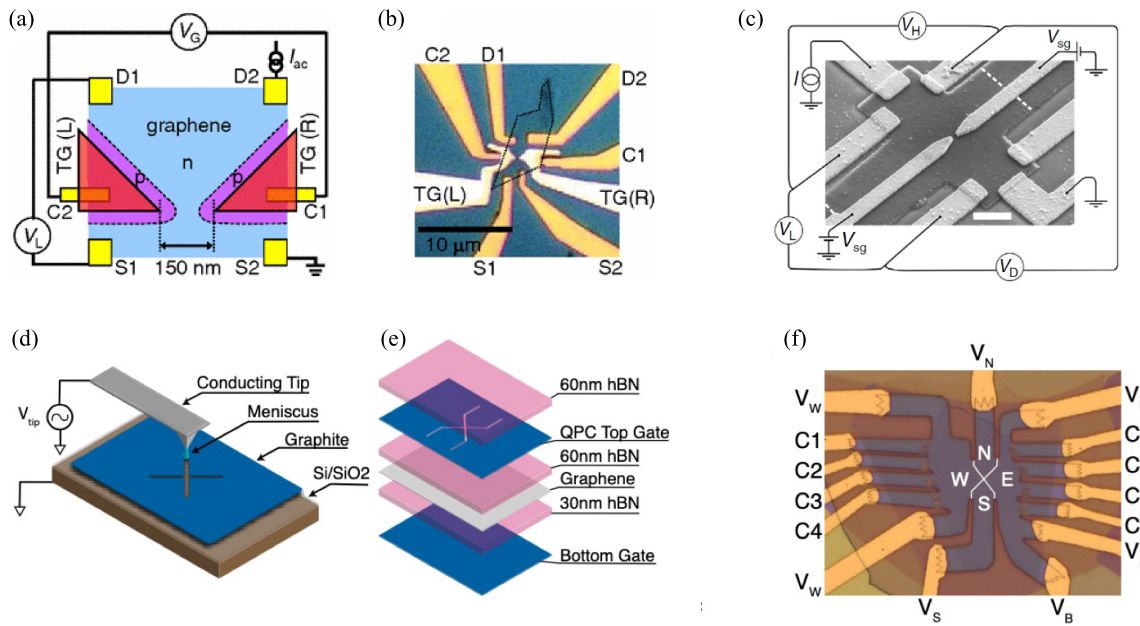 (a)
V_G
I_ac
D1
D2
graphene
n
TG (L)
TG (R)
p
p
C2
C1
V_L
S1
150 nm
S2
(b)
C2
D1
D2
C1
TG(L)
TG(R)
10 μm
S1
S2
(c)
V_H
V_sg
I
V_L
V_sg
V_D
(d)
Conducting Tip
V_tip
Meniscus
Graphite
Si/SiO2
(e)
60nm hBN
QPC Top Gate
60nm hBN
Graphene
30nm hBN
Bottom Gate
(f)
V_N
V_W
V
C1
C
C2
C
C3
C
C4
C
N
W
E
S
V
V_W
V_S
V_B